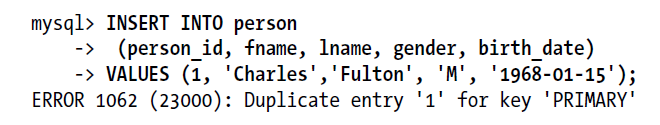 mysql> INSERT INTO person
    ->  (person_id, fname, lname, gender, birth_date)
    -> VALUES (1, 'Charles','Fulton', 'M', '1968-01-15');
ERROR 1062 (23000): Duplicate entry '1' for key 'PRIMARY'